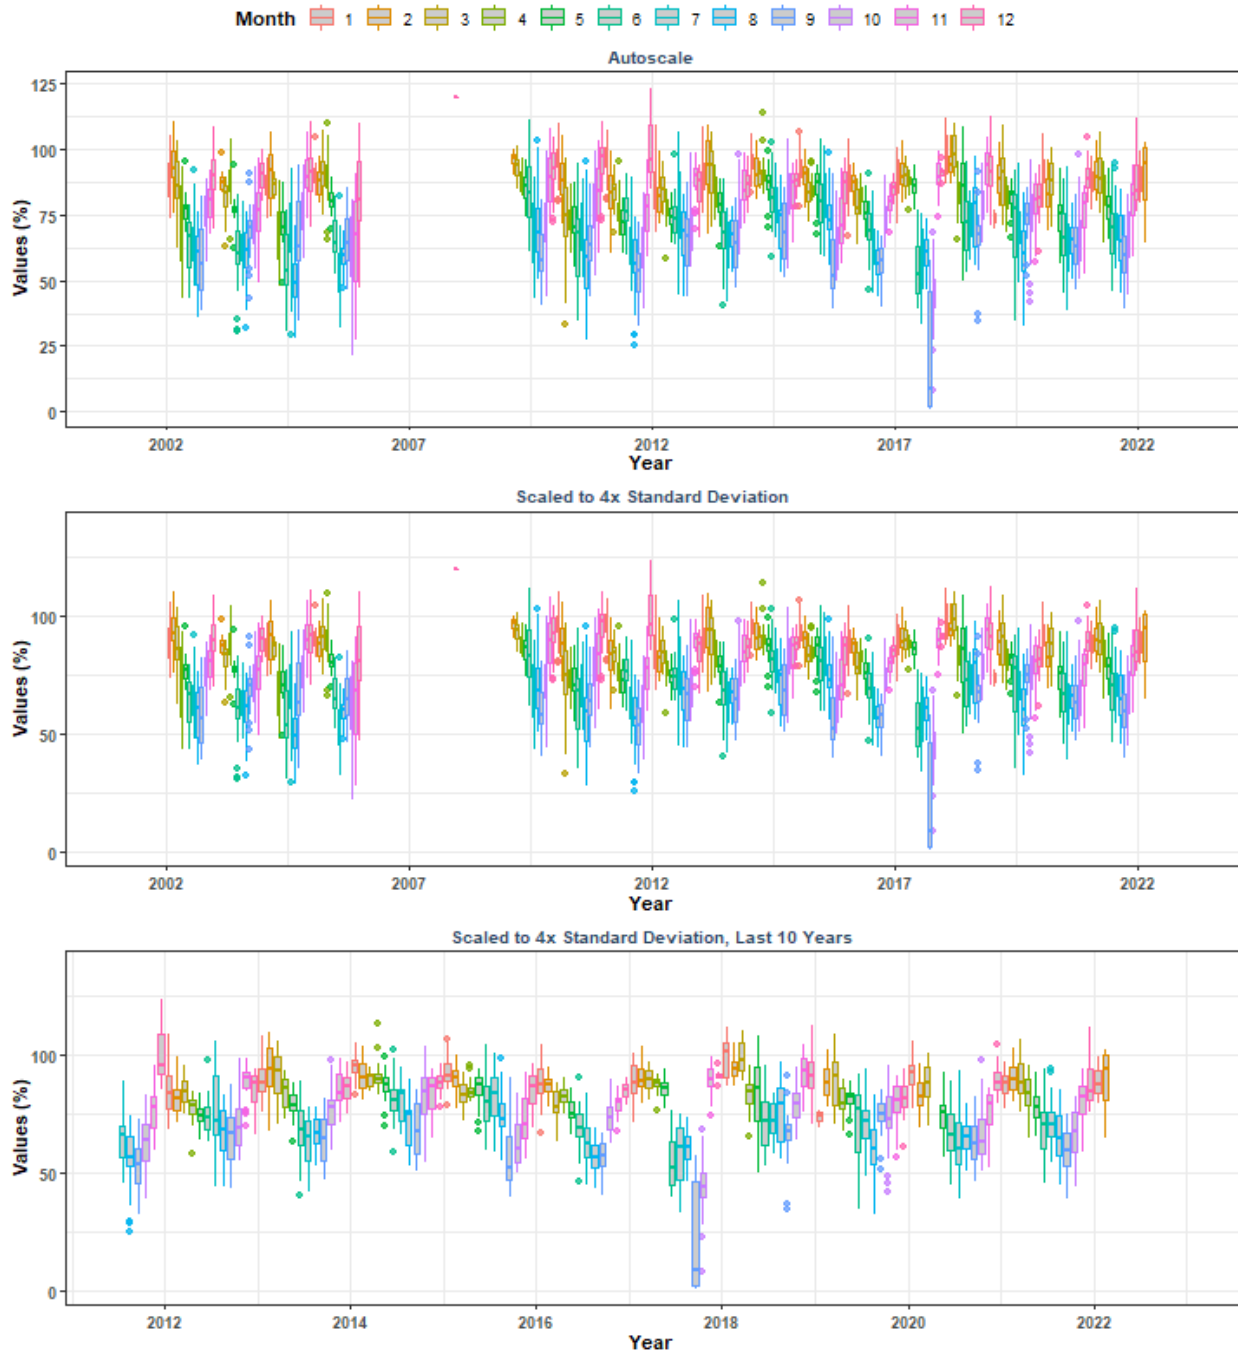 Month 1 2 3 4 5 6 7 8 9 10 11 12
Autoscale
125
100
75
50
25
0
Values (%)
2002 2007 2012 2017 2022
Year
Scaled to 4x Standard Deviation
100
50
0
Values (%)
2002 2007 2012 2017 2022
Year
Scaled to 4x Standard Deviation, Last 10 Years
100
50
0
Values (%)
2012 2014 2016 2018 2020 2022
Year